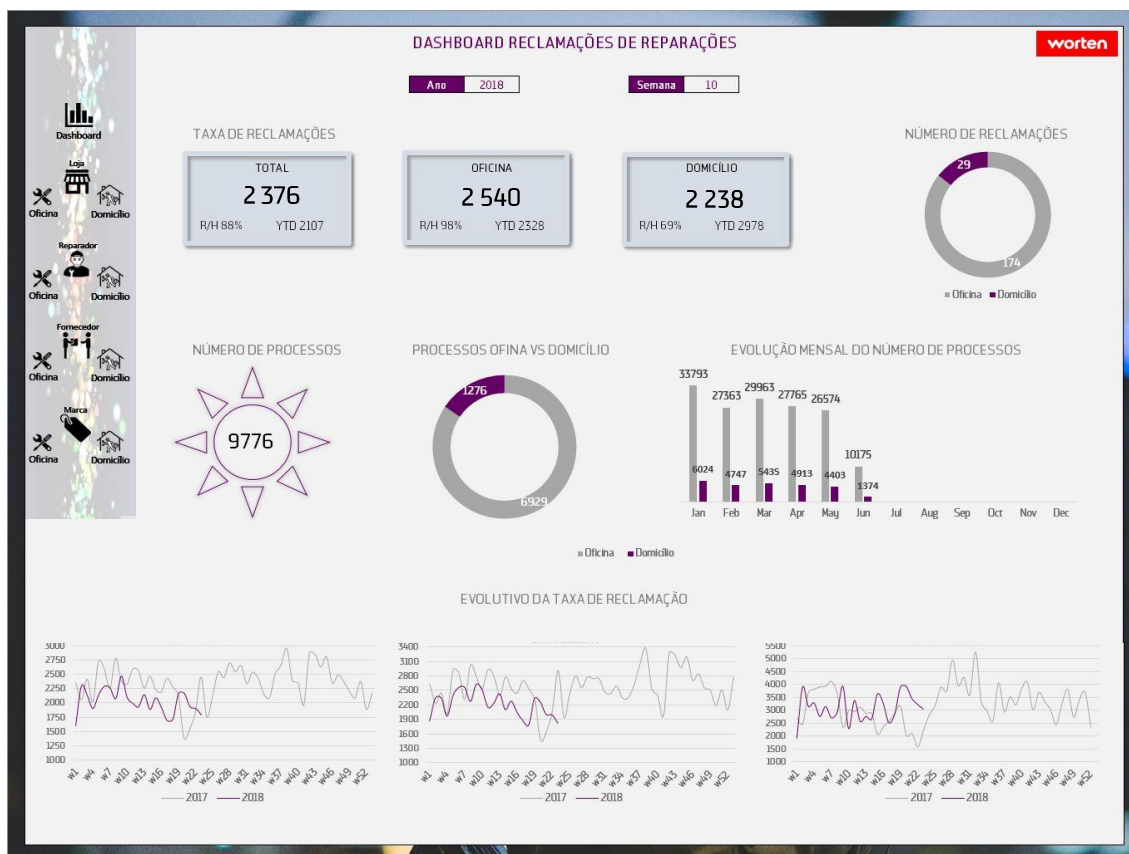 DASHBOARD RECLAMAÇÕES DE REPARAÇÕES
worten
Ano 2018
Semana 10
Dashboard
Loja
Oficina Domicílio
Reparador
Oficina Domicílio
Fornecedor
Oficina Domicílio
Marca
Oficina Domicílio
TAXA DE RECLAMAÇÕES
TOTAL
2 376
R/H 88% YTD 2107
OFICINA
2 540
R/H 98% YTD 2328
DOMICÍLIO
2 238
R/H 69% YTD 2978
NÚMERO DE RECLAMAÇÕES
29
174
Oficina Domicílio
NÚMERO DE PROCESSOS
9776
PROCESSOS OFINA VS DOMICÍLIO
1276
6929
Oficina Domicílio
EVOLUÇÃO MENSAL DO NÚMERO DE PROCESSOS
33793 27363 29963 27765 26574 10175
6024 4747 5435 4913 4403 1374
Jan Feb Mar Apr May Jun Jul Aug Sep Oct Nov Dec
EVOLUTIVO DA TAXA DE RECLAMAÇÃO
3000
2750
2500
2250
2000
1750
1500
1250
1000
w1 w4 w7 w10 w13 w16 w19 w22 w25 w28 w31 w34 w37 w40 w43 w46 w49 w52
2017 2018
3400
3100
2800
2500
2200
1900
1600
1300
1000
w1 w4 w7 w10 w13 w16 w19 w22 w25 w28 w31 w34 w37 w40 w43 w46 w49 w52
2017 2018
5500
5000
4500
4000
3500
3000
2500
2000
1500
1000
w1 w4 w7 w10 w13 w16 w19 w22 w25 w28 w31 w34 w37 w40 w43 w46 w49 w52
2017 2018